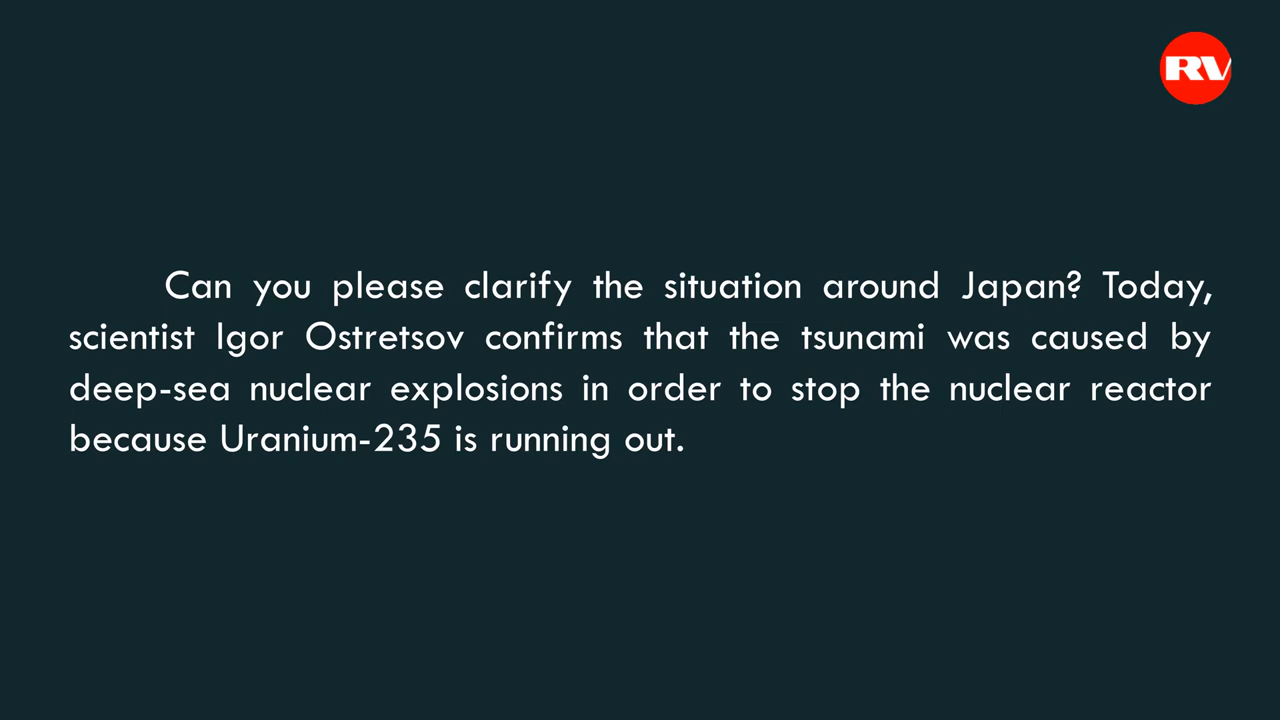 RV
Can you please clarify the situation around Japan? Today,
scientist Igor Ostretsov confirms that the tsunami was caused by
deep-sea nuclear explosions in order to stop the nuclear reactor
because Uranium-235 is running out.